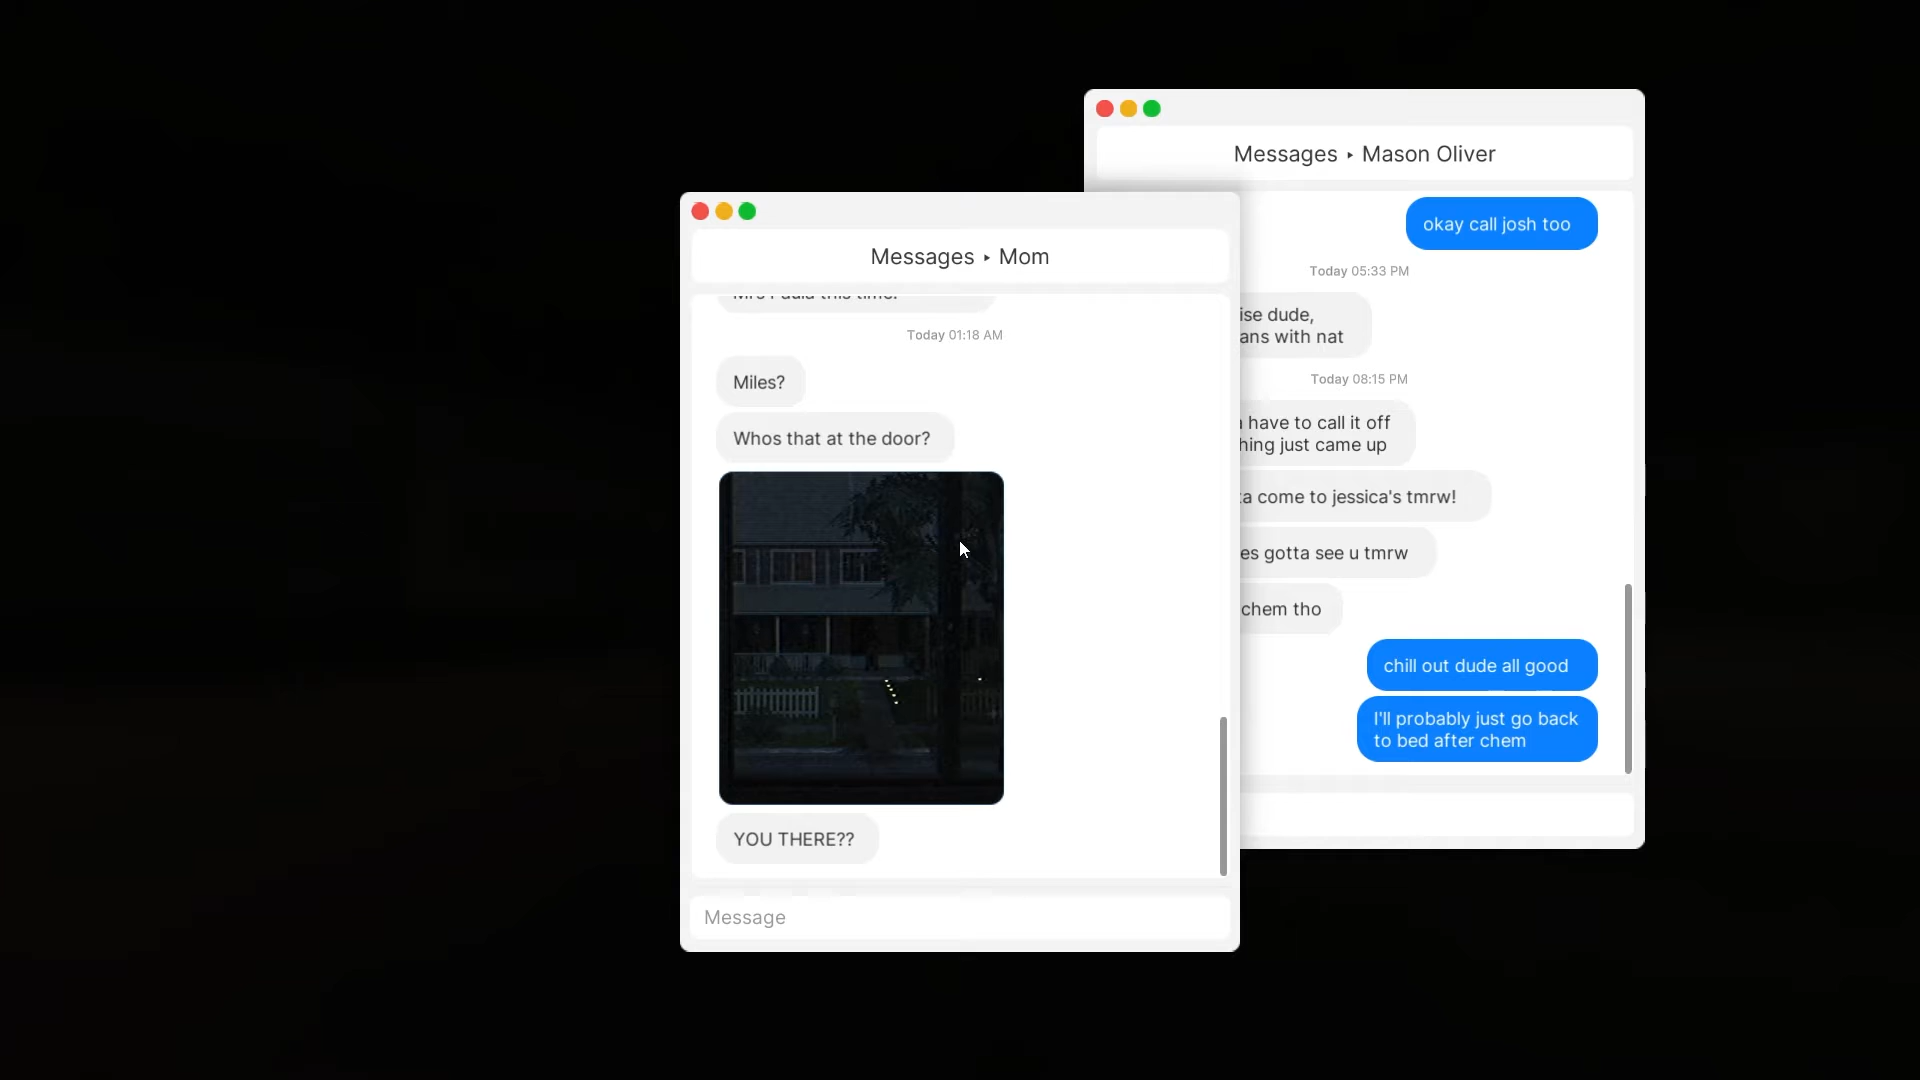 Messages ▸ Mason Oliver
okay call josh too
Today 05:33 PM
ise dude,
ans with nat
Today 08:15 PM
have to call it off
hing just came up
a come to jessica's tmrw!
es gotta see u tmrw
chem tho
chill out dude all good
I'll probably just go back
to bed after chem
Messages ▸ Mom
Today 01:18 AM
Miles?
Whos that at the door?
YOU THERE??
Message